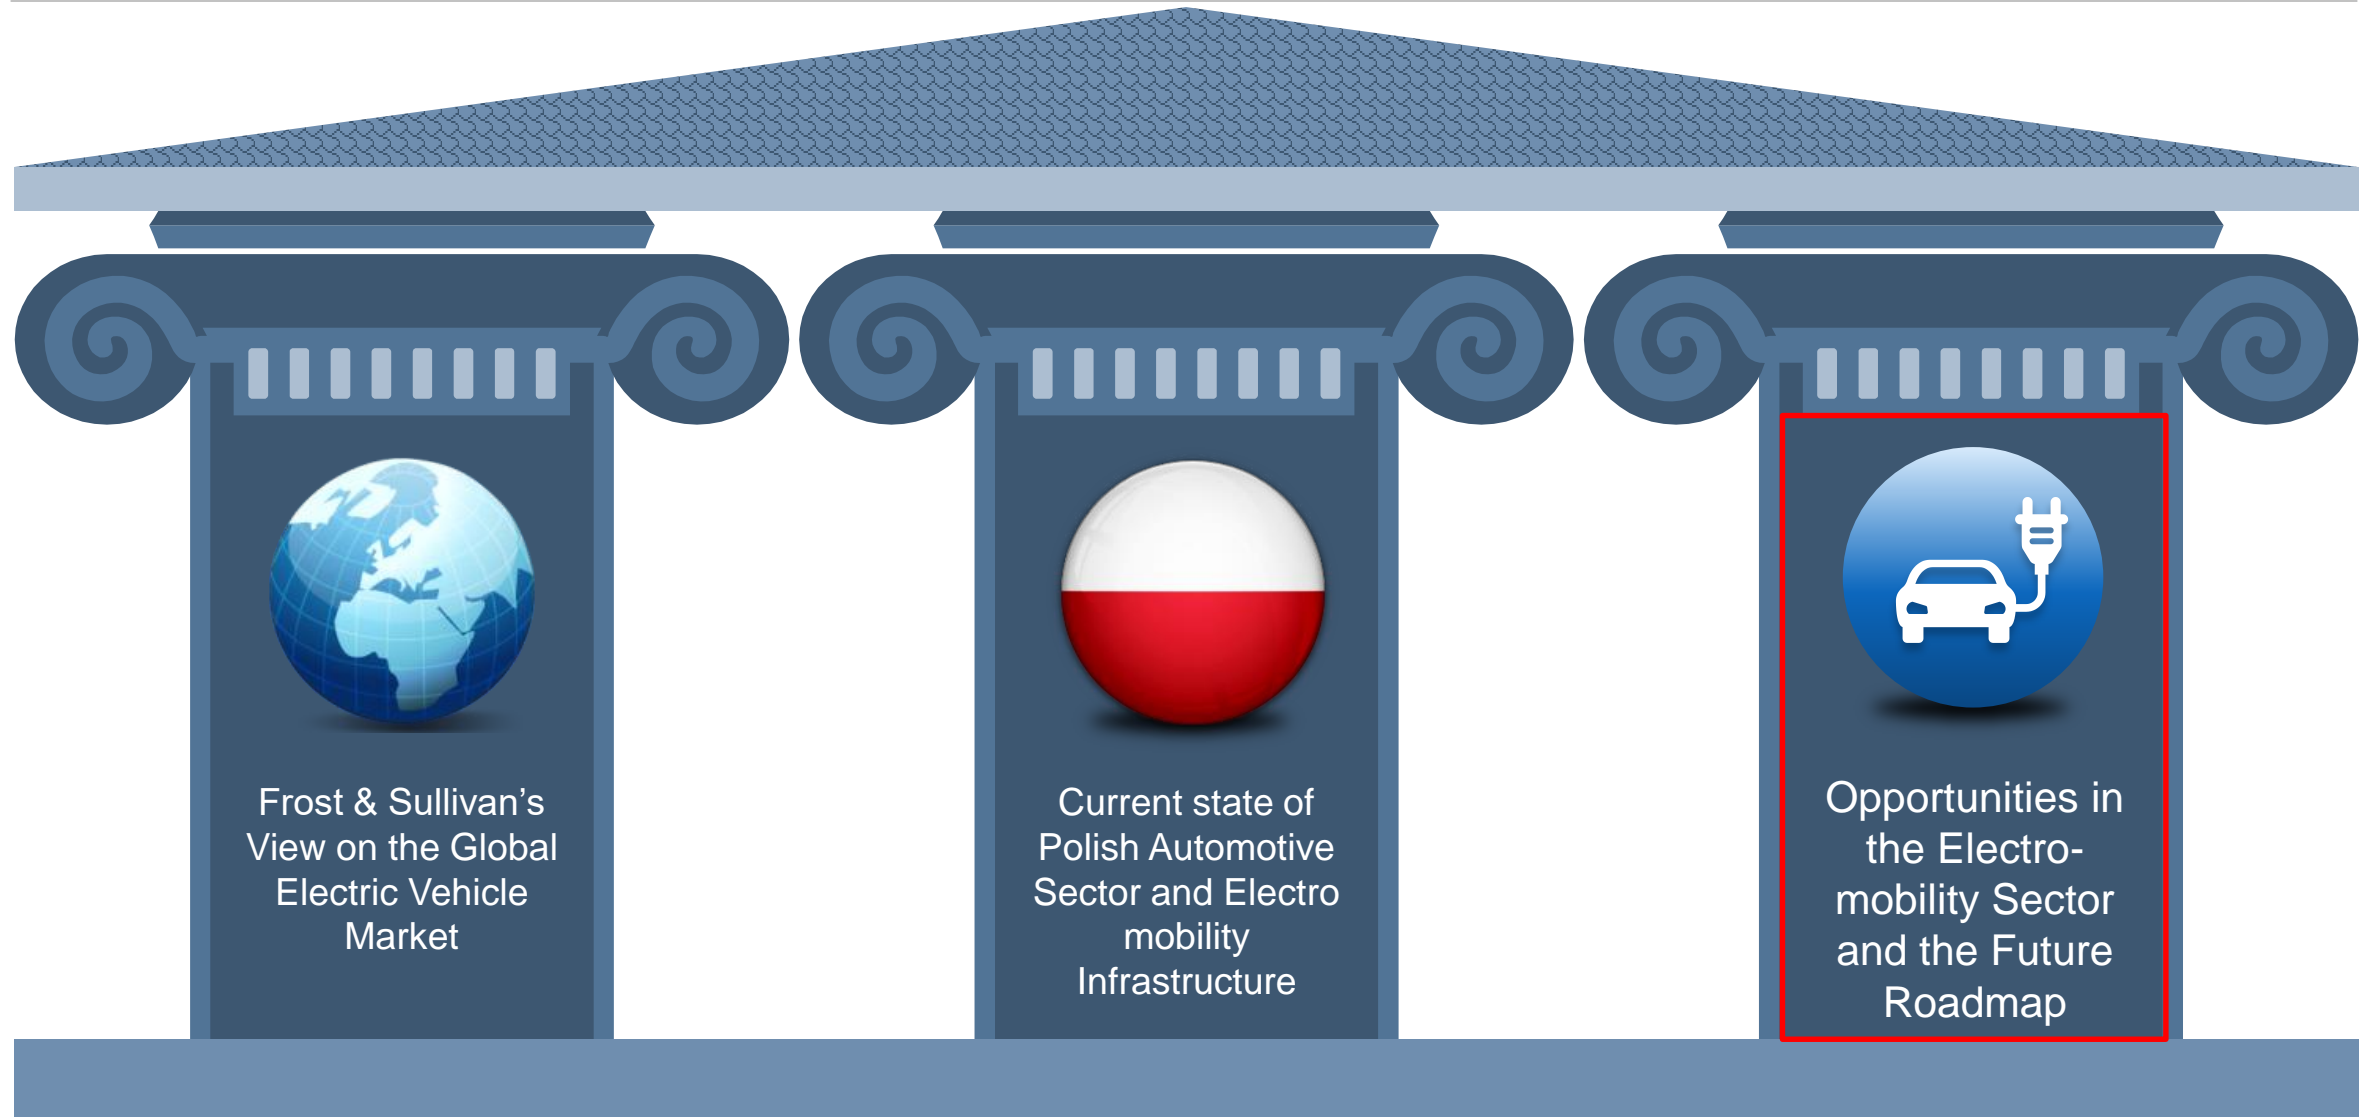 Frost & Sullivan’s
View on the Global
Electric Vehicle
Market
Current state of
Polish Automotive
Sector and Electro
mobility
Infrastructure
Opportunities in
the Electro-
mobility Sector
and the Future
Roadmap